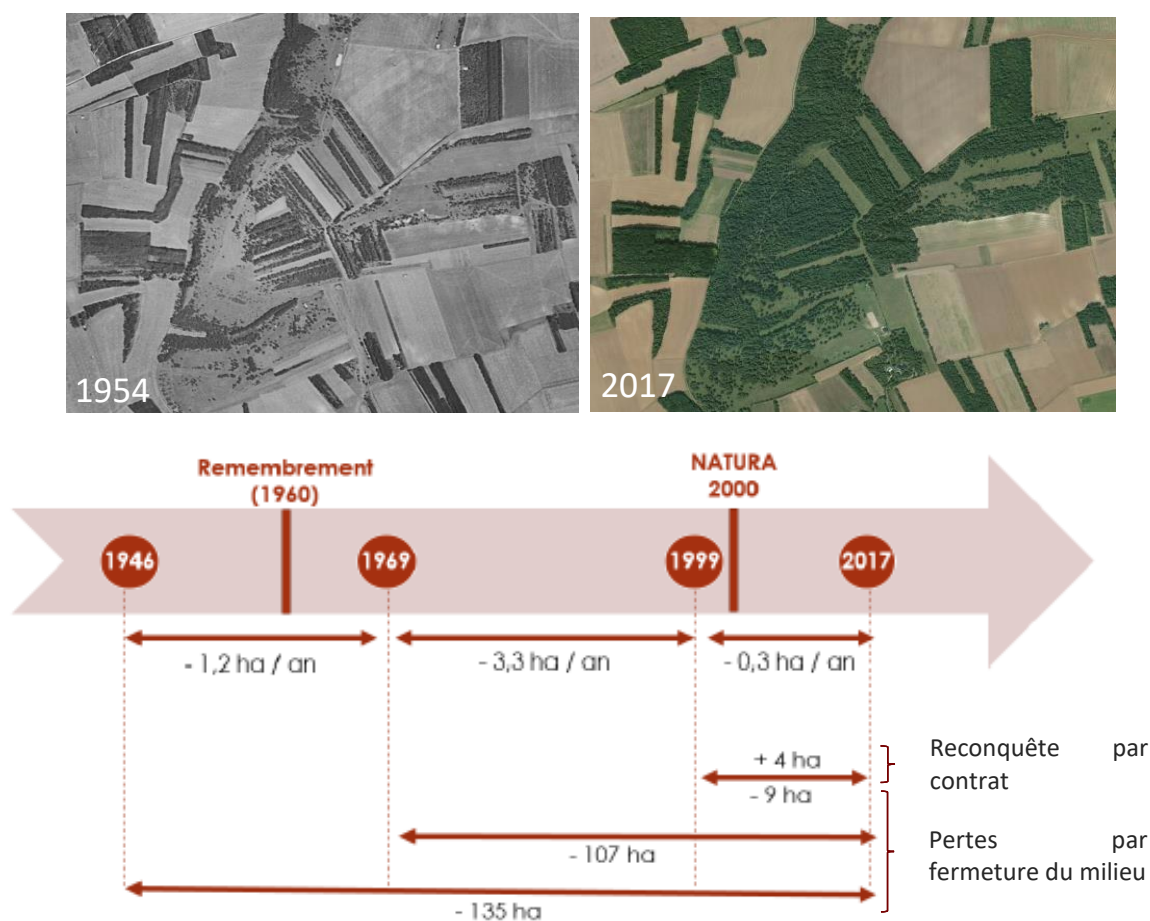 1954
2017
Remembrement
(1960)
NATURA
2000
1946
1969
1999
2017
- 1,2 ha / an
- 3,3 ha / an
- 0,3 ha / an
+ 4 ha
- 9 ha
Reconquête par
contrat
- 107 ha
Pertes par
fermeture du milieu
- 135 ha